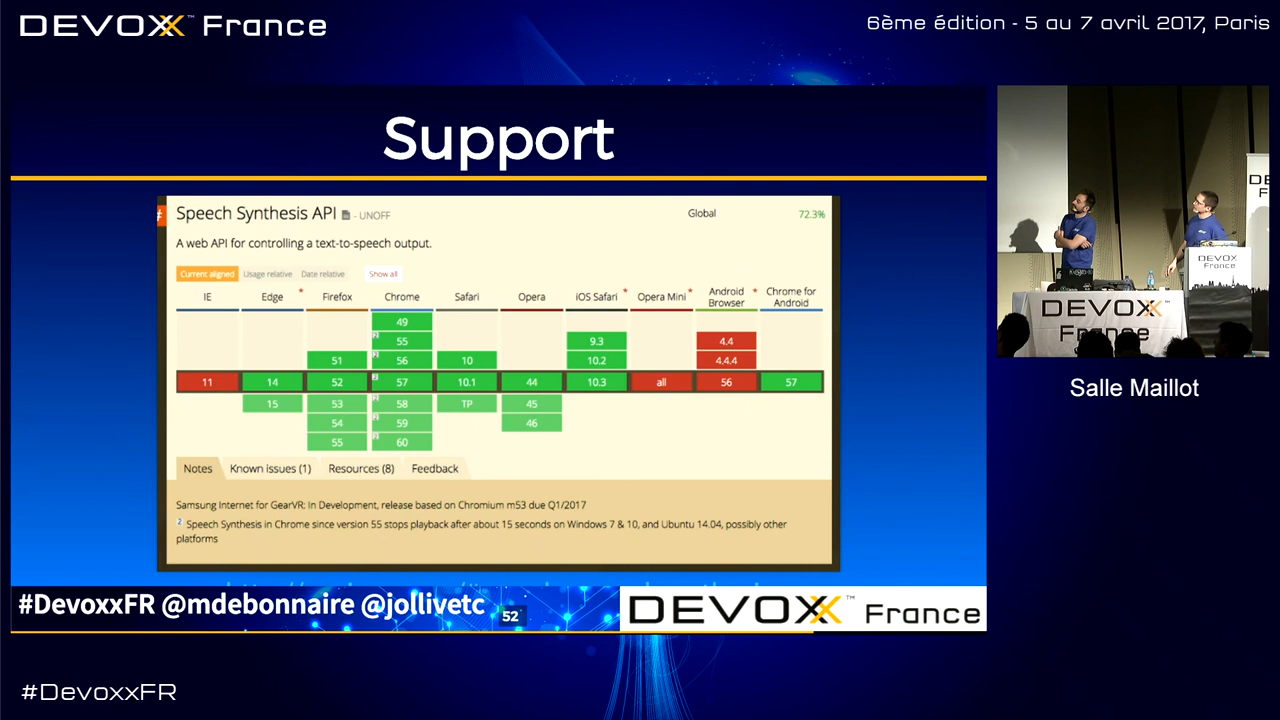 DEVOXX™ France
6ème édition - 5 au 7 avril 2017, Paris
Support
#
Speech Synthesis API - UNOFF
Global 72.3%
A web API for controlling a text-to-speech output.
Current aligned Usage relative Date relative Show all
IE Edge * Firefox Chrome Safari Opera iOS Safari * Opera Mini * Android Browser * Chrome for Android
49
55 9.3 4.4
51 56 10 10.2 4.4.4
11 14 52 57 10.1 44 10.3 all 56 57
15 53 58 TP 45
54 59 46
55 60
Notes Known issues (1) Resources (8) Feedback
Samsung Internet for GearVR: In Development, release based on Chromium m53 due Q1/2017
2 Speech Synthesis in Chrome since version 55 stops playback after about 15 seconds on Windows 7 & 10, and Ubuntu 14.04, possibly other
platforms
#DevoxxFR @mdebonnaire @jollivetc
52
DEVOXX™ France
DEVOXX
France
DEVOXX
France
Salle Maillot
#DevoxxFR